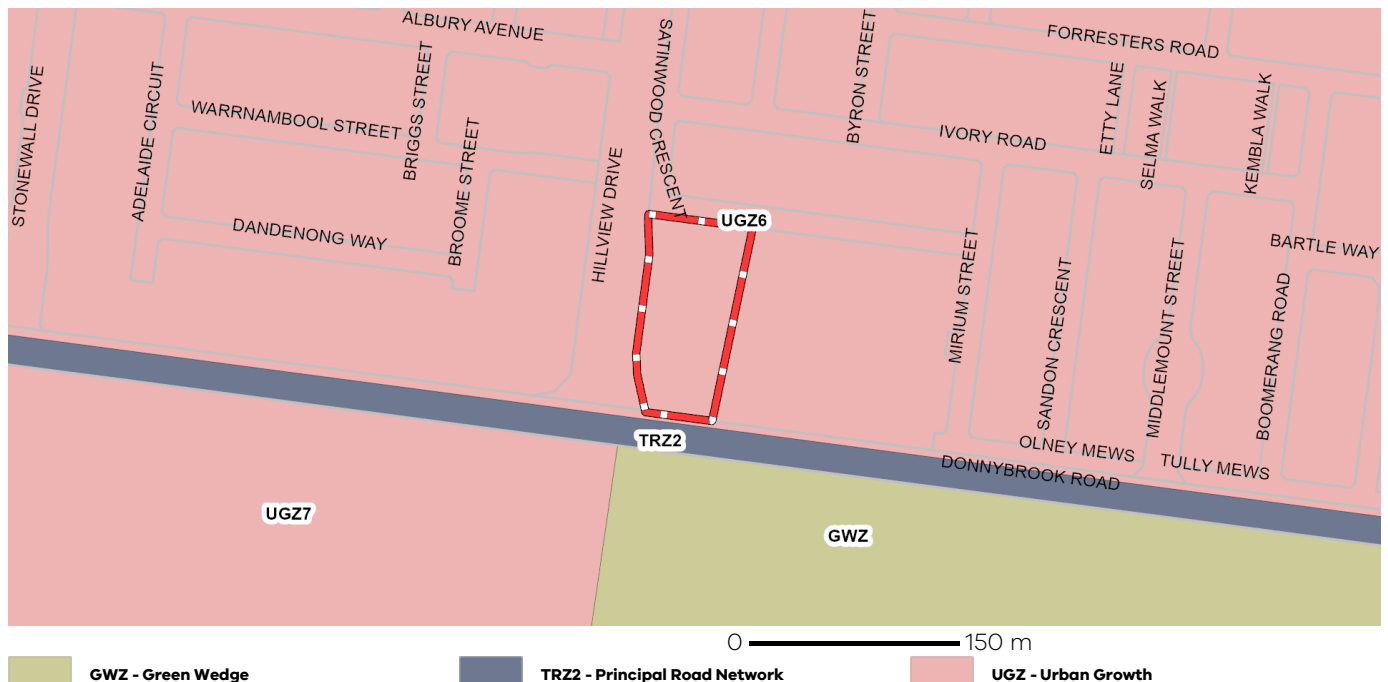 ALBURY AVENUE
SATINWOOD CRESCENT
BYRON STREET
FORRESTERS ROAD
STONEWALL DRIVE
ADELAIDE CIRCUIT
WARRNAMBOOL STREET
BRIGGS STREET
BROOME STREET
HILLVIEW DRIVE
IVORY ROAD
ETTY LANE
SELMA WALK
KEMBLA WALK
DANDENONG WAY
UGZ6
MIRIUM STREET
SANDON CRESCENT
MIDDLEMOUNT STREET
BOOMERANG ROAD
BARTLE WAY
TRZ2
OLNEY MEWS
TULLY MEWS
DONNYBROOK ROAD
UGZ7
GWZ
0 150 m
GWZ - Green Wedge
TRZ2 - Principal Road Network
UGZ - Urban Growth